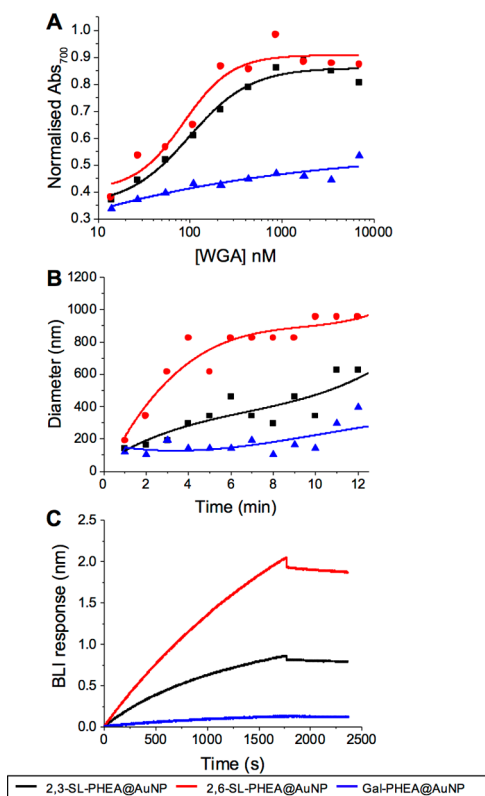 A
Normalised Abs700
1.0
0.9
0.8
0.7
0.6
0.5
0.4
0.3
10 100 1000 10000
[WGA] nM
B
Diameter (nm)
1200
1000
800
600
400
200
0
0 2 4 6 8 10 12
Time (min)
C
BLI response (nm)
2.5
2.0
1.5
1.0
0.5
0.0
0 500 1000 1500 2000 2500
Time (s)
2,3-SL-PHEA@AuNP 2,6-SL-PHEA@AuNP Gal-PHEA@AuNP